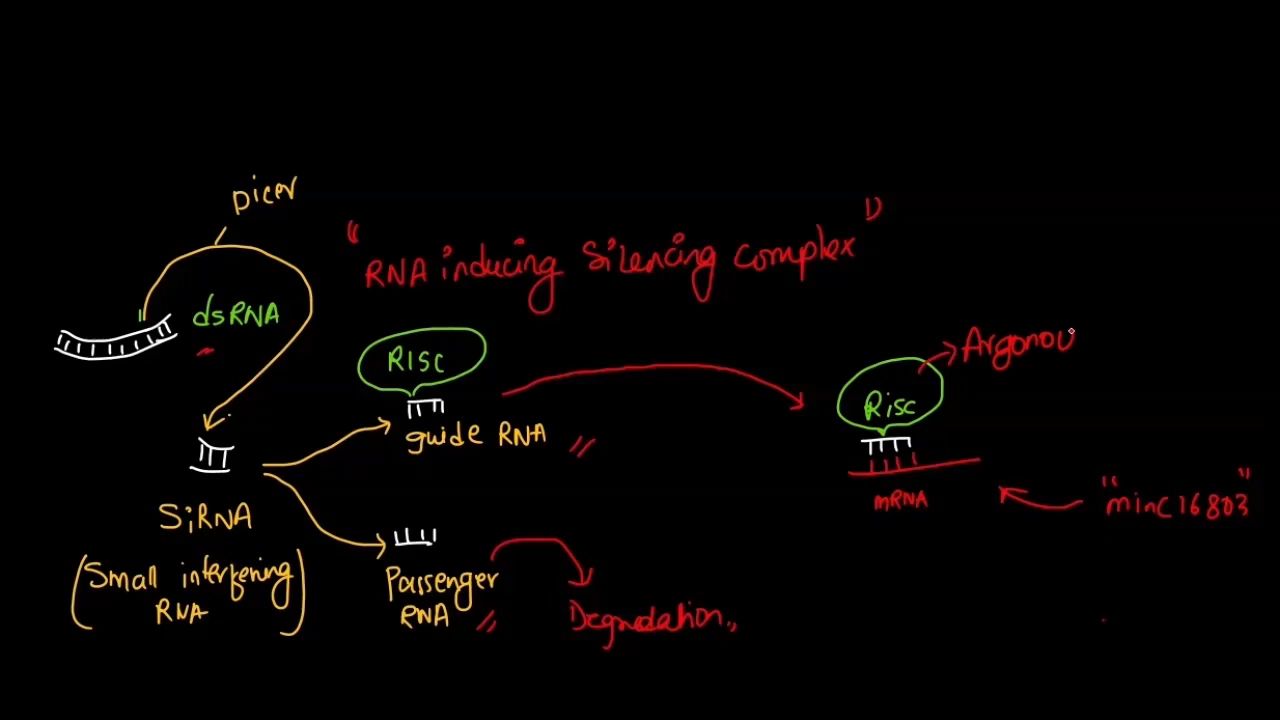 Dicer
"RNA inducing Silencing complex"
dsRNA
RISC
guide RNA
SiRNA
(Small interfering
RNA)
Passenger
RNA
Degradation
Risc
Argonou
mRNA
"minc16803"